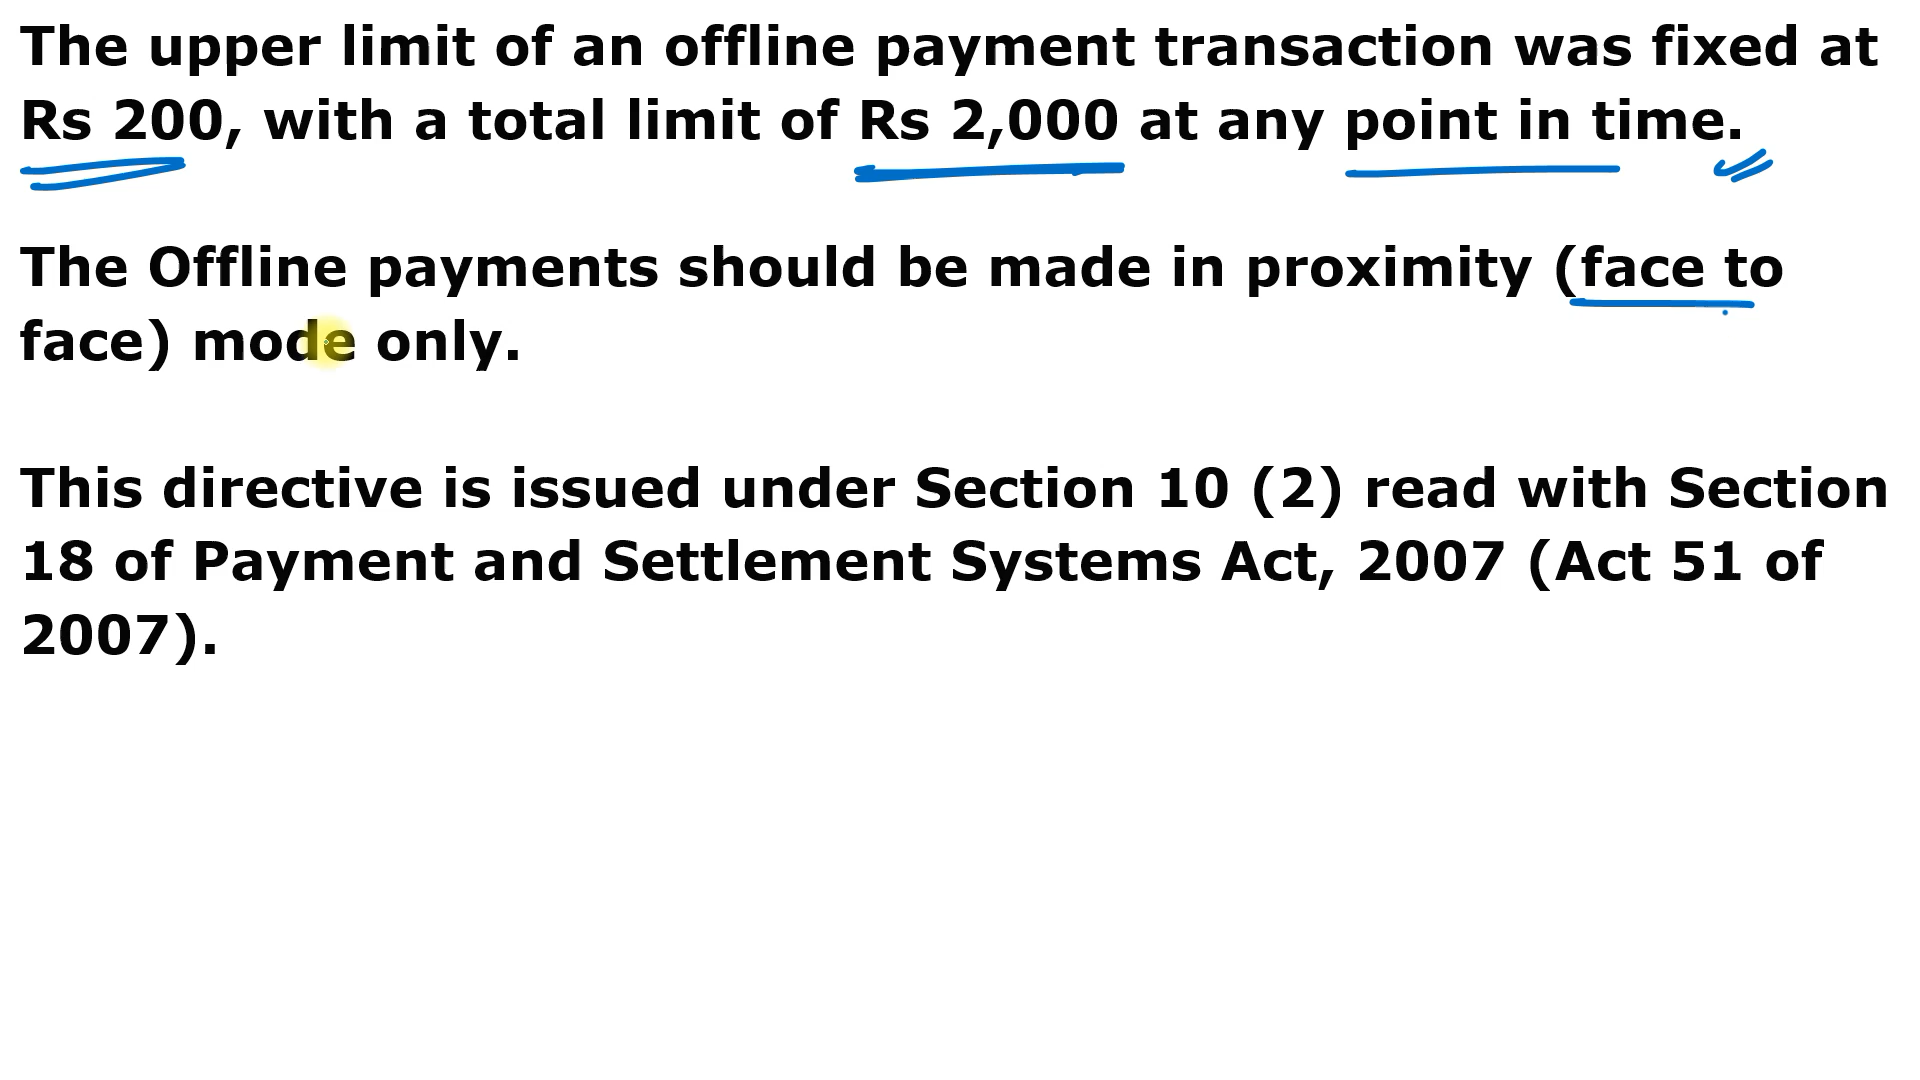 The upper limit of an offline payment transaction was fixed at
Rs 200, with a total limit of Rs 2,000 at any point in time.
The Offline payments should be made in proximity (face to
face) mode only.
This directive is issued under Section 10 (2) read with Section
18 of Payment and Settlement Systems Act, 2007 (Act 51 of
2007).